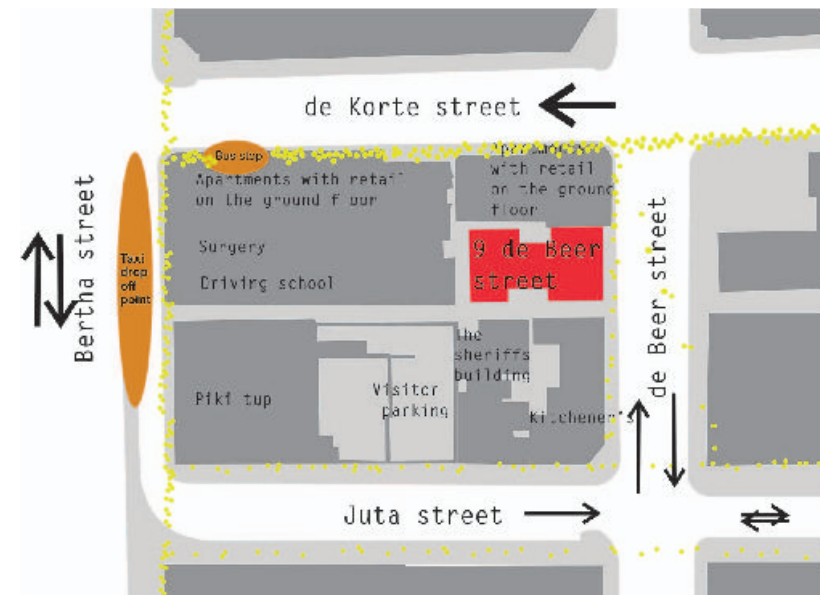 de Korte street
Bus stop
Apartments with retail
on the ground floor
with retail
on the ground
floor
Surgery
Driving school
9 de Beer
street
Taxi
drop
off
point
Bertha street
de Beer street
The
sheriffs
building
Visitor
parking
Piki tup
Kitchener's
Juta street